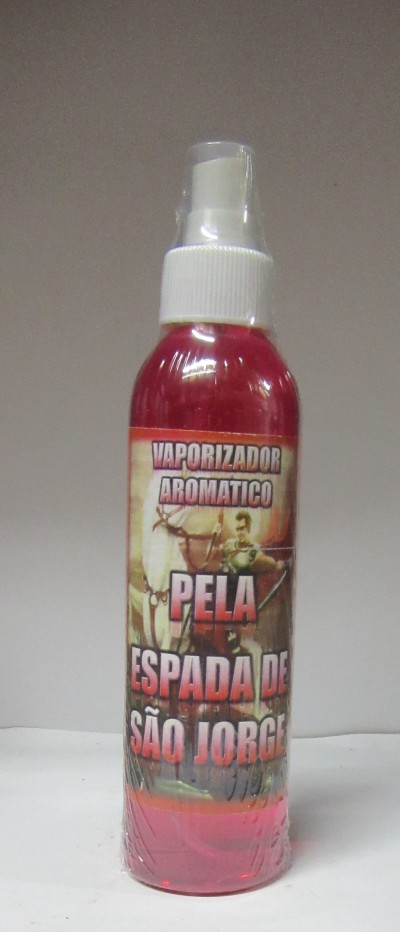 VAPORIZADOR
AROMATICO
PELA
ESPADA DE
SÃO JORGE